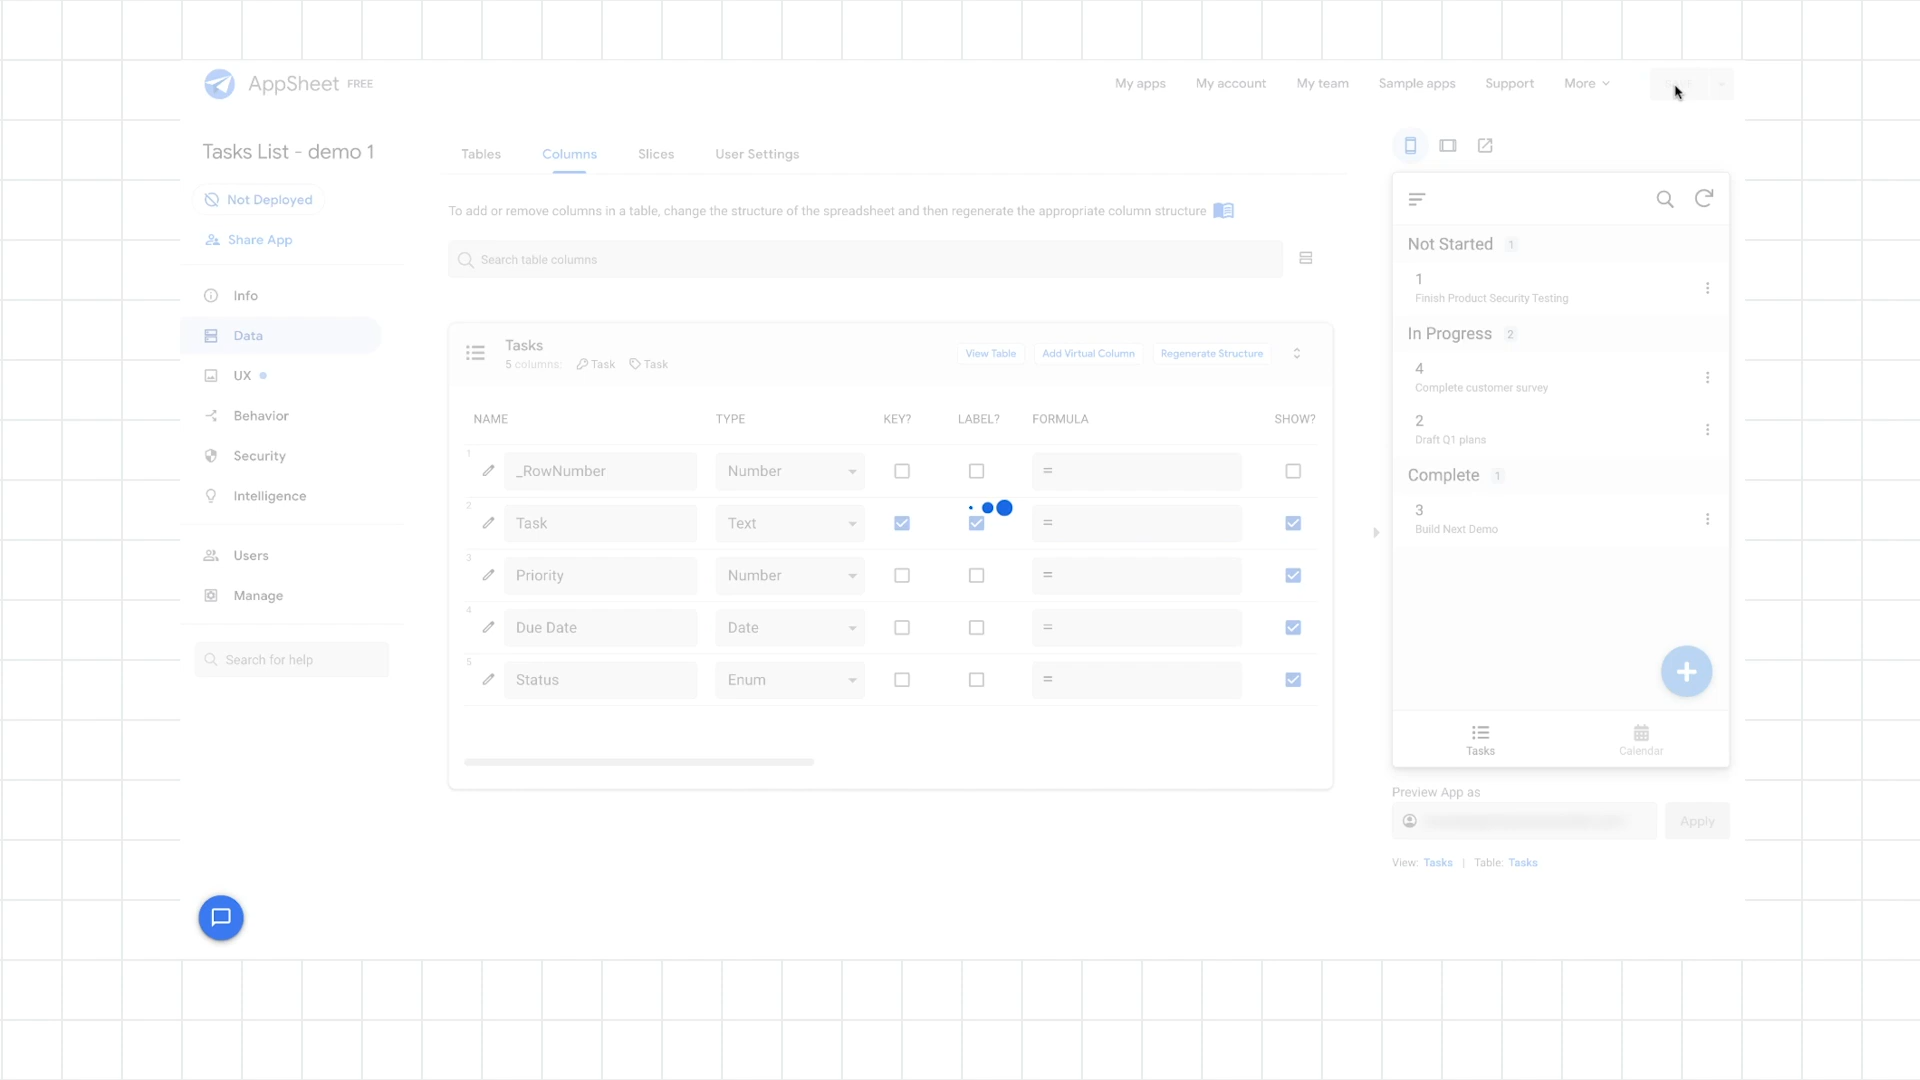 AppSheet FREE
My apps My account My team Sample apps Support More
Tasks List - demo 1
Not Deployed
Share App
Info
Data
UX
Behavior
Security
Intelligence
Users
Manage
Search for help
Tables Columns Slices User Settings
To add or remove columns in a table, change the structure of the spreadsheet and then regenerate the appropriate column structure
Search table columns
Tasks
5 columns: Task Task
View Table Add Virtual Column Regenerate Structure
NAME TYPE KEY? LABEL? FORMULA SHOW?
1 _RowNumber Number =
2 Task Text =
3 Priority Number =
4 Due Date Date =
5 Status Enum =
Not Started 1
1
Finish Product Security Testing
In Progress 2
4
Complete customer survey
2
Draft Q1 plans
Complete 1
3
Build Next Demo
Tasks Calendar
Preview App as
Apply
View: Tasks | Table: Tasks